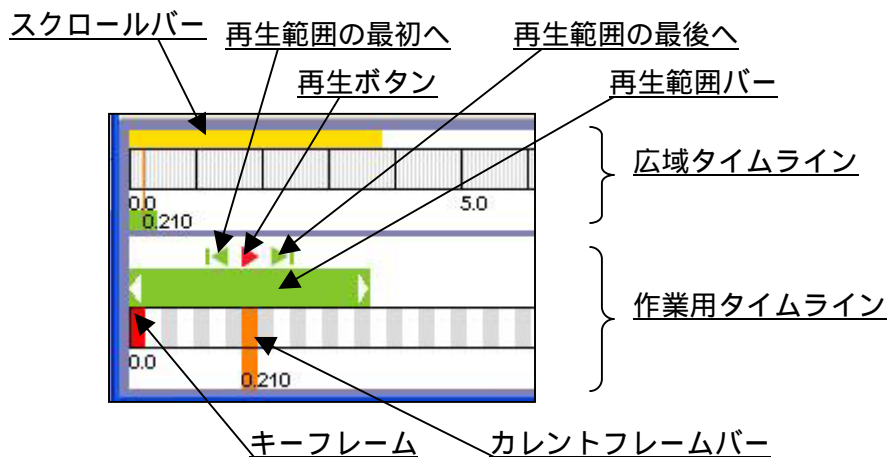 スクロールバー
再生範囲の最初へ
再生範囲の最後へ
再生ボタン
再生範囲バー
広域タイムライン
0.0
5.0
0.210
作業用タイムライン
0.0
0.210
キーフレーム
カレントフレームバー